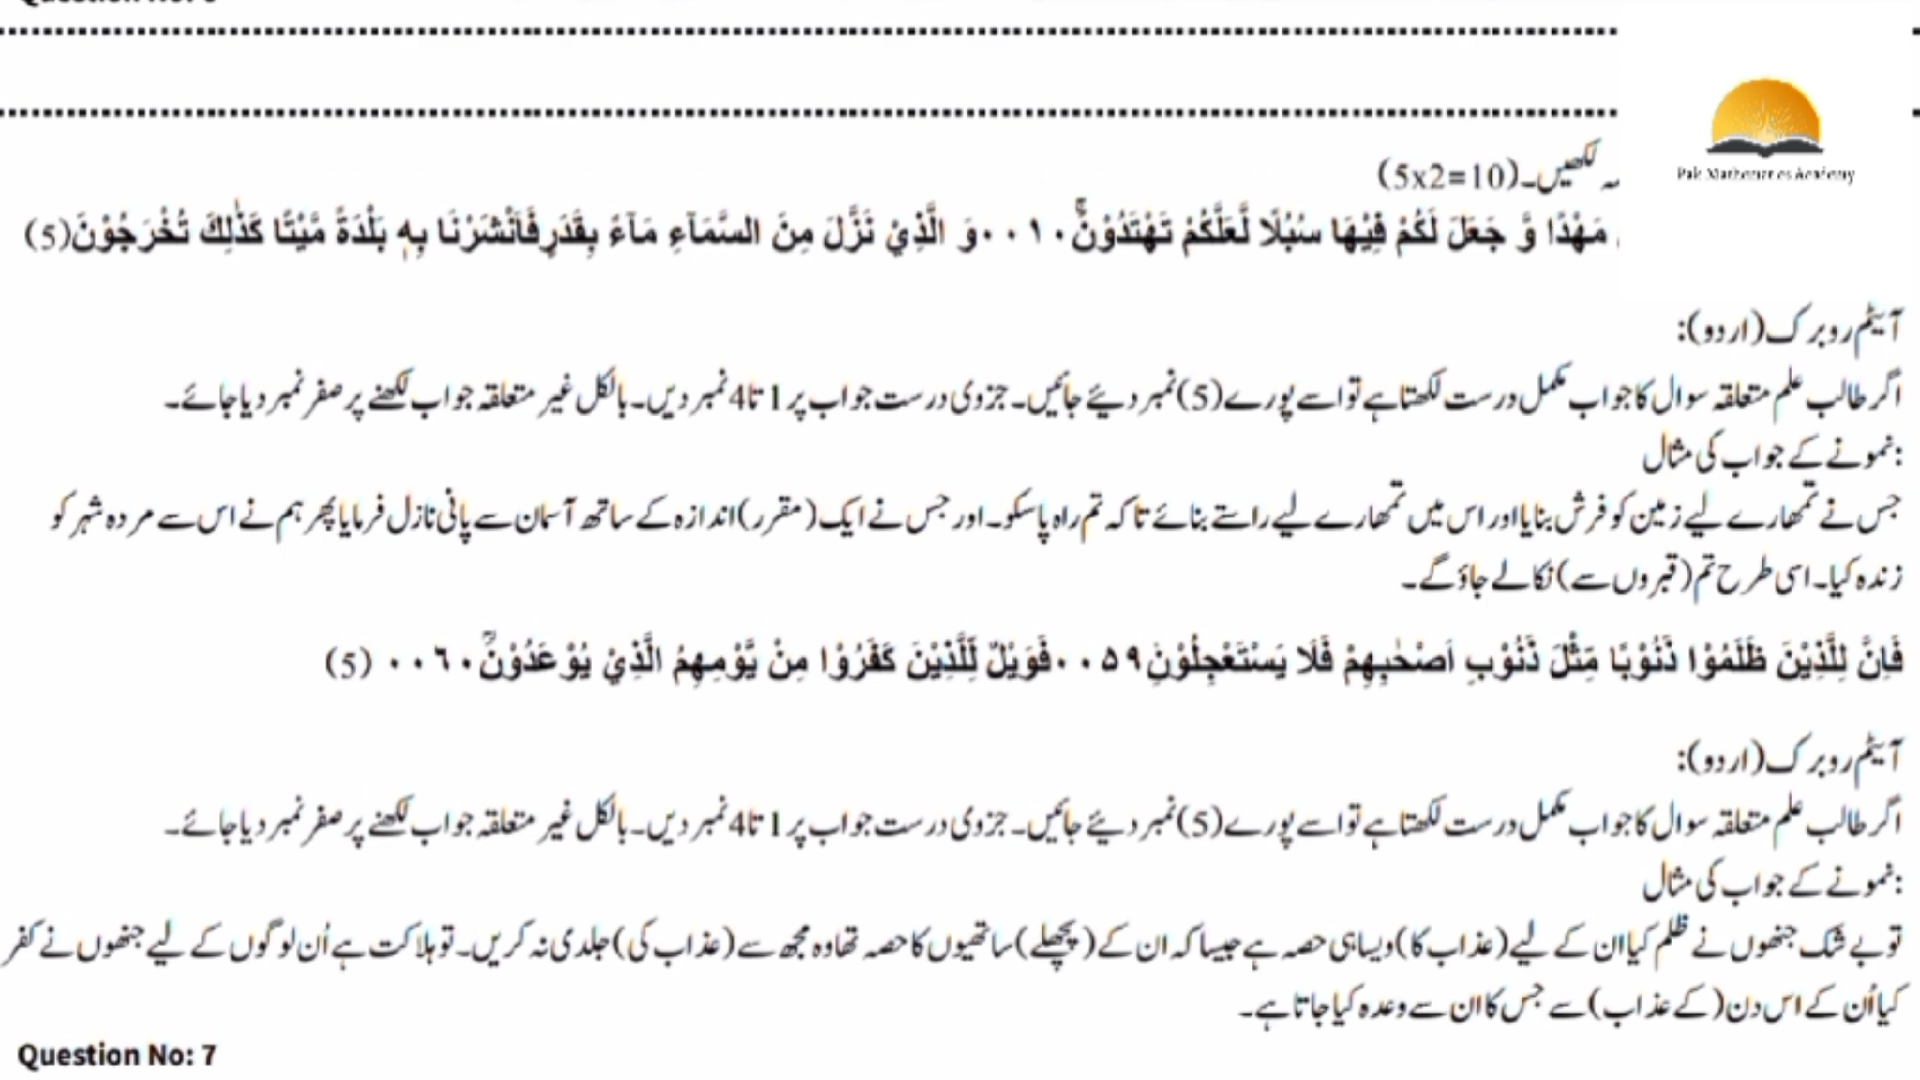 Pak Mathematics Academy
لکھیں۔(5x2=10)
مَهْدًا وَّ جَعَلَ لَكُمْ فِيْهَا سُبُلًا لَّعَلَّكُمْ تَهْتَدُوْنَۚ۰۰۱۰وَ الَّذِيْ نَزَّلَ مِنَ السَّمَآءِ مَآءًۢ بِقَدَرٍفَاَنْشَرْنَا بِهٖ بَلْدَةً مَّيْتًا كَذٰلِكَ تُخْرَجُوْنَ(5)
آیٹم روبرک(اردو):
اگر طالب علم متعلقہ سوال کا جواب مکمل درست لکھتا ہے تو اسے پورے(5)نمبر دیئے جائیں۔ جزوی درست جواب پر 1 تا 4 نمبر دیں۔ بالکل غیر متعلقہ جواب لکھنے پر صفر نمبر دیا جائے۔
:نمونے کے جواب کی مثال
جس نے تمھارے لیے زمین کو فرش بنایا اور اس میں تمھارے لیے راستے بنائے تاکہ تم راہ پا سکو۔ اور جس نے ایک (مقرر) اندازہ کے ساتھ آسمان سے پانی نازل فرمایا پھر ہم نے اس سے مردہ شہر کو
زندہ کیا۔ اسی طرح تم (قبروں سے) نکالے جاؤ گے۔
فَاِنَّ لِلَّذِيْنَ ظَلَمُوْا ذَنُوْبًا مِّثْلَ ذَنُوْبِ اَصْحٰبِهِمْ فَلَا يَسْتَعْجِلُوْنِ۰۰۵۹فَوَيْلٌ لِّلَّذِيْنَ كَفَرُوْا مِنْ يَّوْمِهِمُ الَّذِيْ يُوْعَدُوْنَؒ۰۰۶۰ (5)
آیٹم روبرک(اردو):
اگر طالب علم متعلقہ سوال کا جواب مکمل درست لکھتا ہے تو اسے پورے(5)نمبر دیئے جائیں۔ جزوی درست جواب پر 1 تا 4 نمبر دیں۔ بالکل غیر متعلقہ جواب لکھنے پر صفر نمبر دیا جائے۔
:نمونے کے جواب کی مثال
تو بے شک جنھوں نے ظلم کیا ان کے لیے (عذاب کا) ویسا ہی حصہ ہے جیسا کہ ان کے (پچھلے) ساتھیوں کا حصہ تھا وہ مجھ سے (عذاب کی) جلدی نہ کریں۔ تو ہلاکت ہے اُن لوگوں کے لیے جنھوں نے کفر
کیا اُن کے اس دن (کے عذاب) سے جس کا ان سے وعدہ کیا جاتا ہے۔
Question No: 7